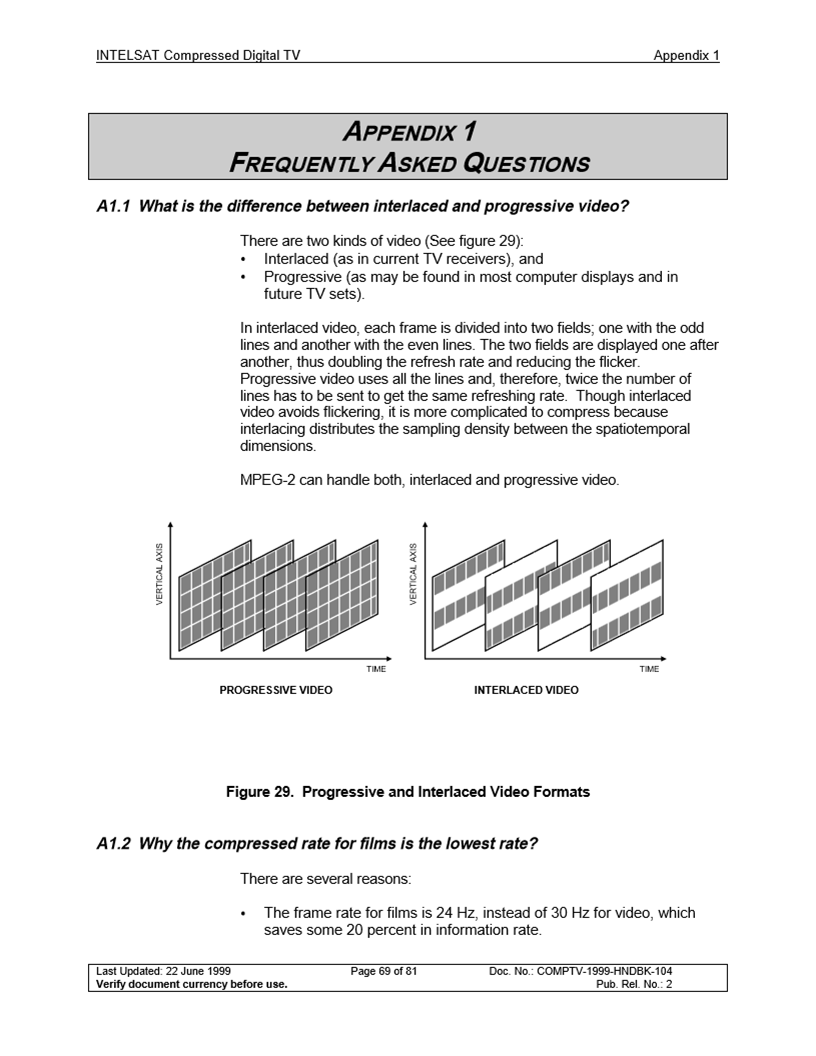 INTELSAT Compressed Digital TV Appendix 1
APPENDIX 1
FREQUENTLY ASKED QUESTIONS
A1.1 What is the difference between interlaced and progressive video?
There are two kinds of video (See figure 29):
• Interlaced (as in current TV receivers), and
• Progressive (as may be found in most computer displays and in
future TV sets).
In interlaced video, each frame is divided into two fields; one with the odd
lines and another with the even lines. The two fields are displayed one after
another, thus doubling the refresh rate and reducing the flicker.
Progressive video uses all the lines and, therefore, twice the number of
lines has to be sent to get the same refreshing rate. Though interlaced
video avoids flickering, it is more complicated to compress because
interlacing distributes the sampling density between the spatiotemporal
dimensions.
MPEG-2 can handle both, interlaced and progressive video.
VERTICAL AXIS
TIME
PROGRESSIVE VIDEO
VERTICAL AXIS
TIME
INTERLACED VIDEO
Figure 29. Progressive and Interlaced Video Formats
A1.2 Why the compressed rate for films is the lowest rate?
There are several reasons:
• The frame rate for films is 24 Hz, instead of 30 Hz for video, which
saves some 20 percent in information rate.
Last Updated: 22 June 1999 Page 69 of 81 Doc. No.: COMPTV-1999-HNDBK-104
Verify document currency before use. Pub. Rel. No.: 2